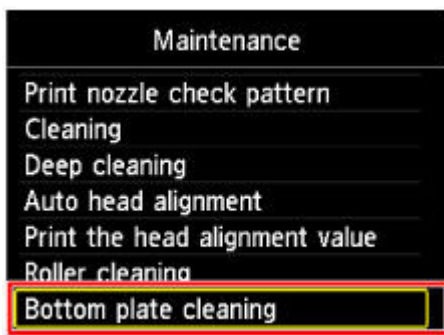 Maintenance
Print nozzle check pattern
Cleaning
Deep cleaning
Auto head alignment
Print the head alignment value
Roller cleaning
Bottom plate cleaning